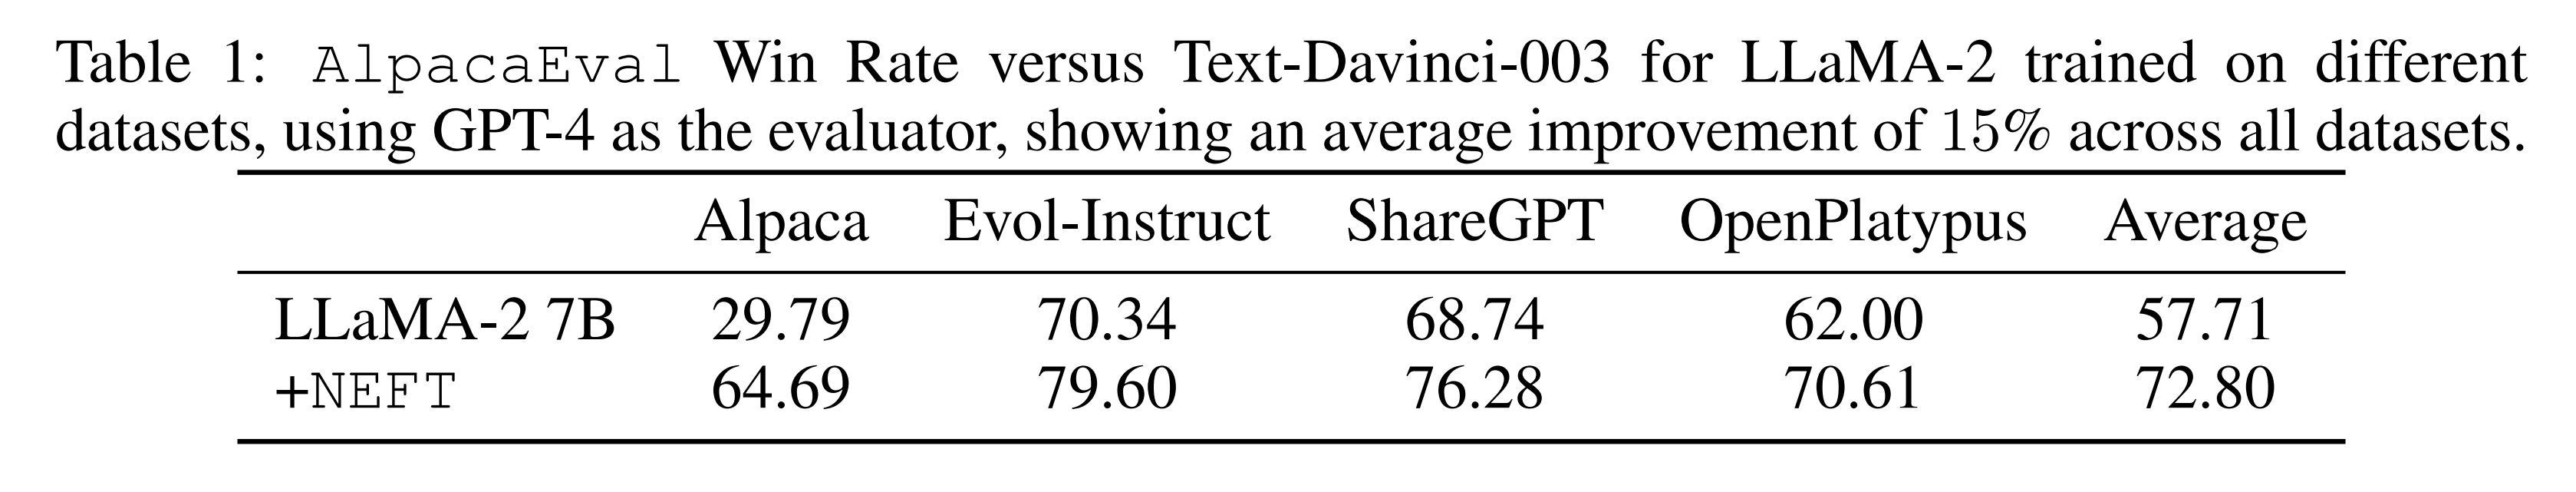 Table 1: AlpacaEval Win Rate versus Text-Davinci-003 for LLaMA-2 trained on different
datasets, using GPT-4 as the evaluator, showing an average improvement of 15% across all datasets.
Alpaca Evol-Instruct ShareGPT OpenPlatypus Average
LLaMA-2 7B 29.79 70.34 68.74 62.00 57.71
+NEFT 64.69 79.60 76.28 70.61 72.80